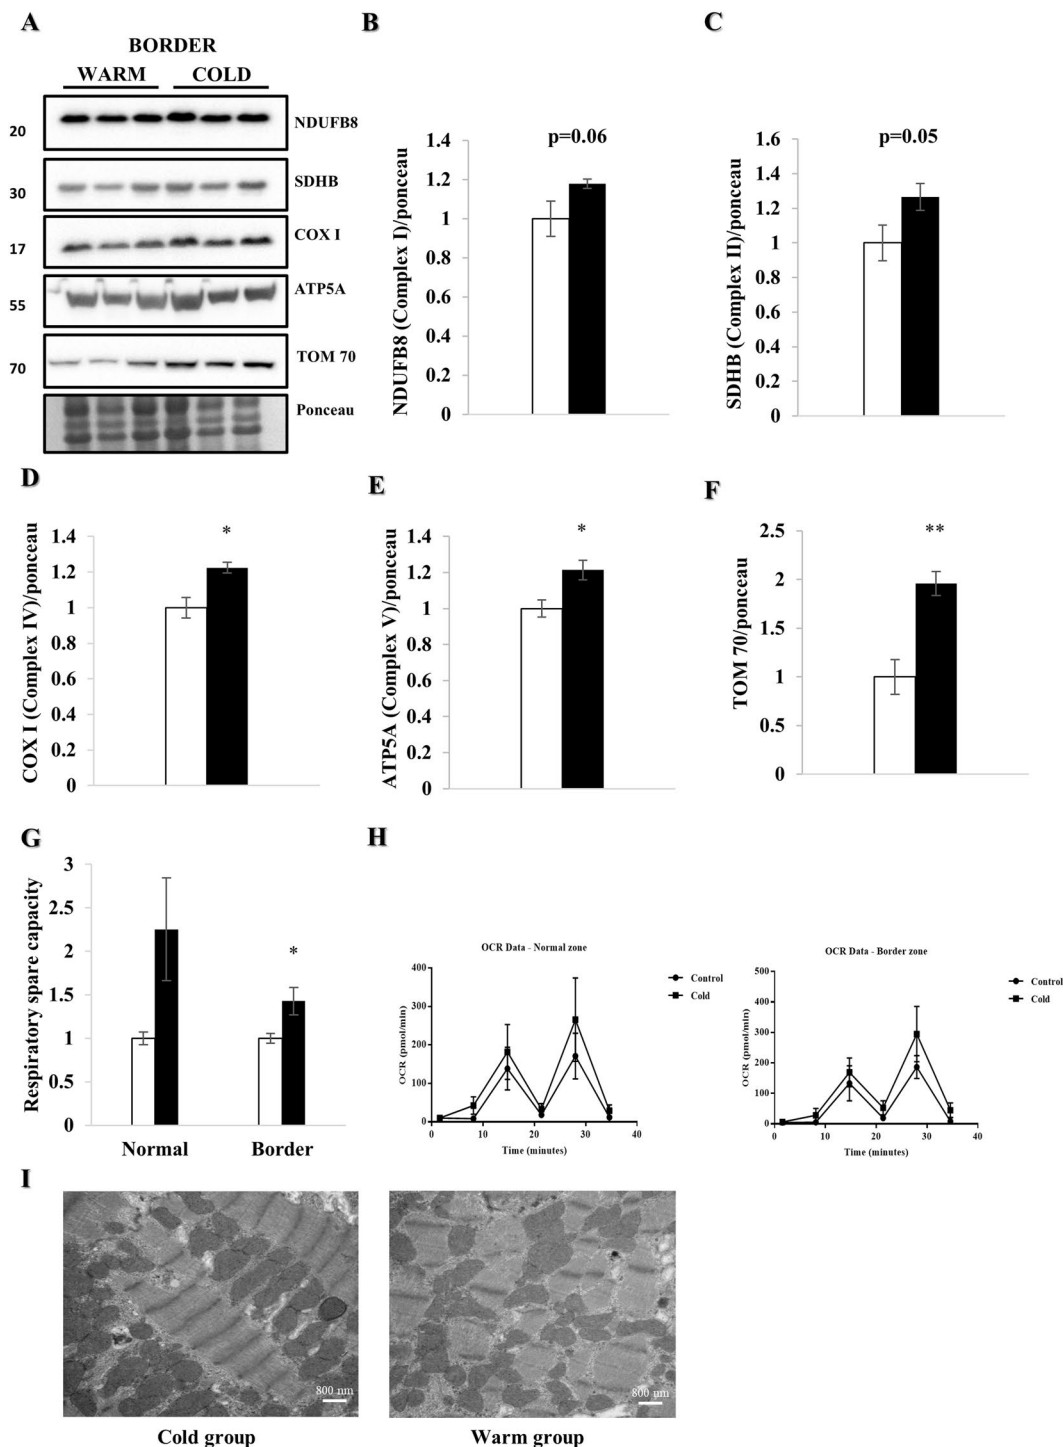 A
BORDER
WARM COLD
20
NDUFB8
30
SDHB
17
COX I
55
ATP5A
70
TOM 70
Ponceau
B
p=0.06
NDUFB8 (Complex I)/ponceau
1.4
1.2
1
0.8
0.6
0.4
0.2
0
C
p=0.05
SDHB (Complex II)/ponceau
1.6
1.4
1.2
1
0.8
0.6
0.4
0.2
0
D
*
COX I (Complex IV)/ponceau
1.4
1.2
1
0.8
0.6
0.4
0.2
0
E
*
ATP5A (Complex V)/ponceau
1.4
1.2
1
0.8
0.6
0.4
0.2
0
F
**
TOM 70/ponceau
2.5
2
1.5
1
0.5
0
G
*
Respiratory spare capacity
3
2.5
2
1.5
1
0.5
0
Normal Border
H
OCR Data - Normal zone
Control
Cold
OCR (pmol/min)
400
300
200
100
0
0 10 20 30 40
Time (minutes)
OCR Data - Border zone
Control
Cold
OCR (pmol/min)
500
400
300
200
100
0
0 10 20 30 40
Time (minutes)
I
800 nm
800 nm
Cold group
Warm group